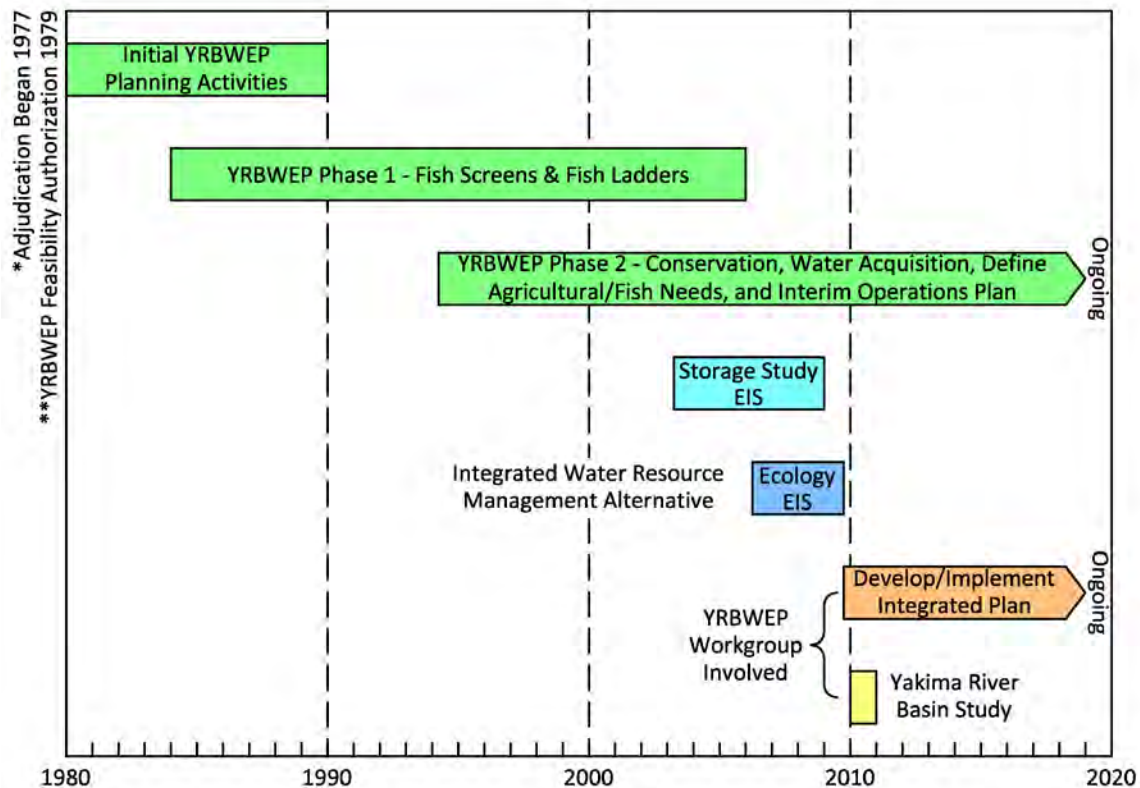 *Adjudication Began 1977
**YRBWEP Feasibility Authorization 1979
Initial YRBWEP
Planning Activities
YRBWEP Phase 1 - Fish Screens & Fish Ladders
YRBWEP Phase 2 - Conservation, Water Acquisition, Define
Agricultural/Fish Needs, and Interim Operations Plan
Ongoing
Storage Study
EIS
Integrated Water Resource
Management Alternative
Ecology
EIS
Develop/Implement
Integrated Plan
Ongoing
YRBWEP
Workgroup
Involved
Yakima River
Basin Study
1980 1990 2000 2010 2020